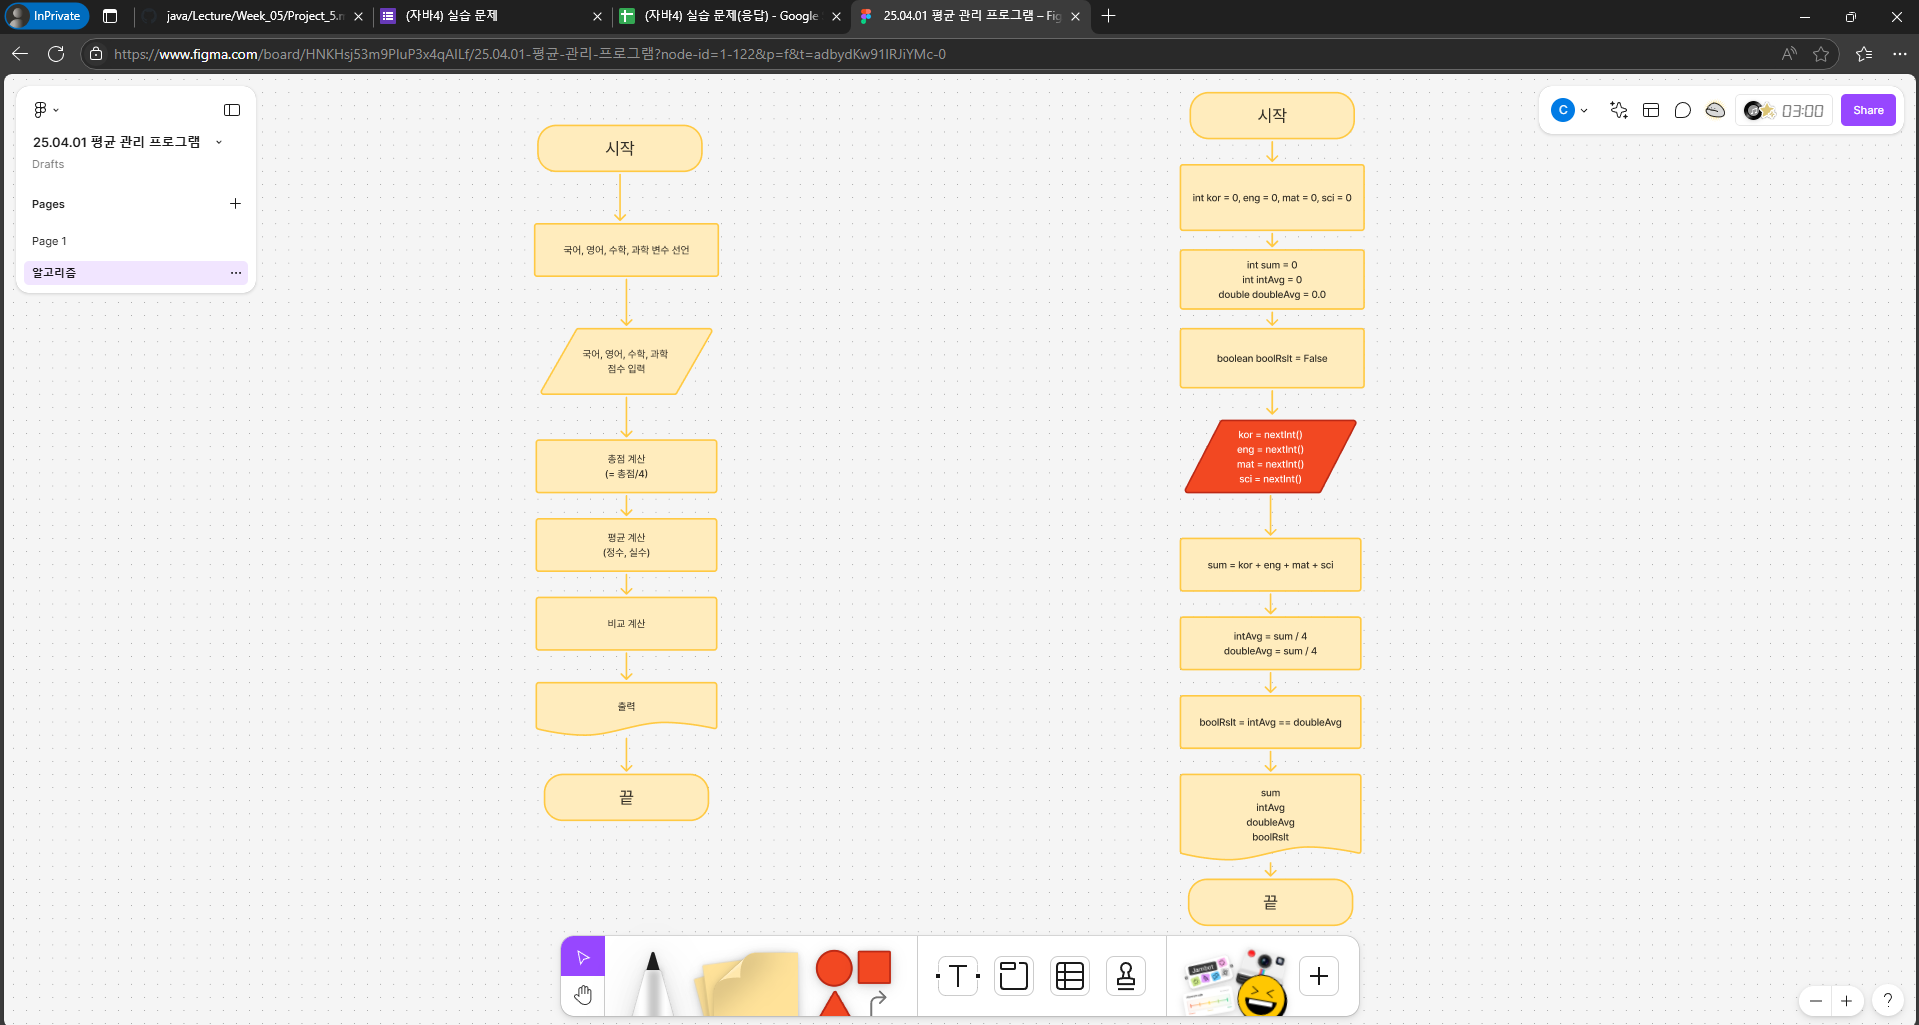 InPrivate
java/Lecture/Week_05/Project_5.m
(자바4) 실습 문제
(자바4) 실습 문제(응답) - Google
25.04.01 평균 관리 프로그램 – Fig
https://www.figma.com/board/HNKHsj53m9PluP3x4qAlLf/25.04.01-평균-관리-프로그램?node-id=1-122&p=f&t=adbydKw91IRJiYMc-0
25.04.01 평균 관리 프로그램
Drafts
Pages
Page 1
알고리즘
C
03:00
Share
시작
국어, 영어, 수학, 과학 변수 선언
국어, 영어, 수학, 과학
점수 입력
총점 계산
(= 총점/4)
평균 계산
(정수, 실수)
비교 계산
출력
끝
시작
int kor = 0, eng = 0, mat = 0, sci = 0
int sum = 0
int intAvg = 0
double doubleAvg = 0.0
boolean boolRslt = False
kor = nextInt()
eng = nextInt()
mat = nextInt()
sci = nextInt()
sum = kor + eng + mat + sci
intAvg = sum / 4
doubleAvg = sum / 4
boolRslt = intAvg == doubleAvg
sum
intAvg
doubleAvg
boolRslt
끝
T
Jambot
?